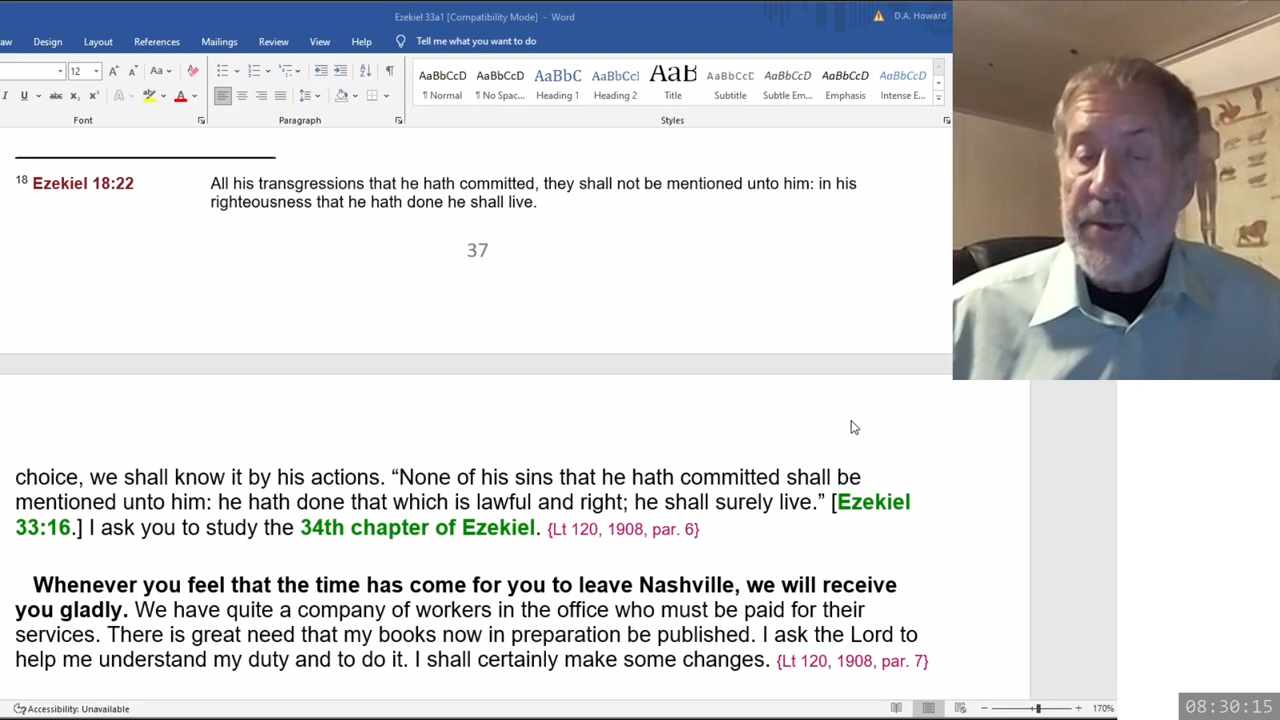 Ezekiel 33a1 [Compatibility Mode] - Word
D.A. Howard
aw Design Layout References Mailings Review View Help Tell me what you want to do
12 A A Aa
I U abc x2 x2 A A
AaBbCcD AaBbCcD AaBbC AaBbCcl AaB AaBbCcD AaBbCcD AaBbCcD AaBbCcD
¶ Normal ¶ No Spac... Heading 1 Heading 2 Title Subtitle Subtle Em... Emphasis Intense E...
Font Paragraph Styles
18 Ezekiel 18:22 All his transgressions that he hath committed, they shall not be mentioned unto him: in his
righteousness that he hath done he shall live.
37
choice, we shall know it by his actions. “None of his sins that he hath committed shall be
mentioned unto him: he hath done that which is lawful and right; he shall surely live.” [Ezekiel
33:16.] I ask you to study the 34th chapter of Ezekiel. {Lt 120, 1908, par. 6}
Whenever you feel that the time has come for you to leave Nashville, we will receive
you gladly. We have quite a company of workers in the office who must be paid for their
services. There is great need that my books now in preparation be published. I ask the Lord to
help me understand my duty and to do it. I shall certainly make some changes. {Lt 120, 1908, par. 7}
Accessibility: Unavailable
170%
08:30:15